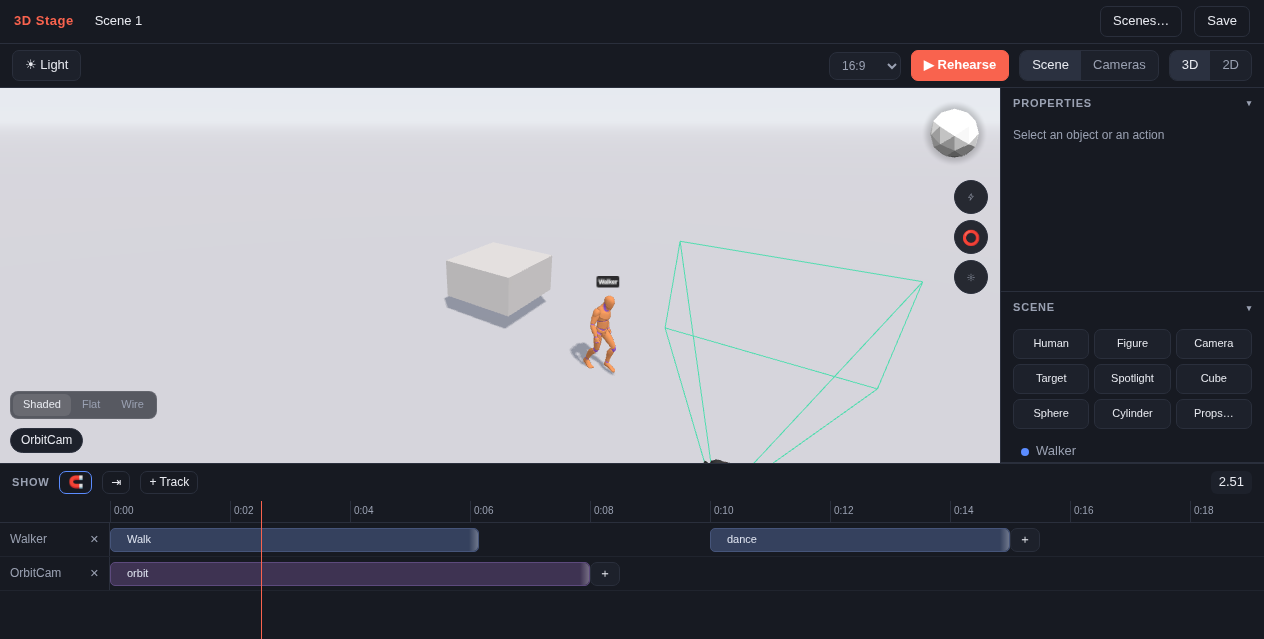 3D Stage Scene 1 Scenes… Save
☀ Light 16:9 ▶ Rehearse Scene Cameras 3D 2D
PROPERTIES
Select an object or an action
Walker
SCENE
Human Figure Camera
Target Spotlight Cube
Sphere Cylinder Props…
Walker
Shaded Flat Wire
OrbitCam
SHOW + Track 2.51
0:00 0:02 0:04 0:06 0:08 0:10 0:12 0:14 0:16 0:18
Walker × Walk dance +
OrbitCam × orbit +